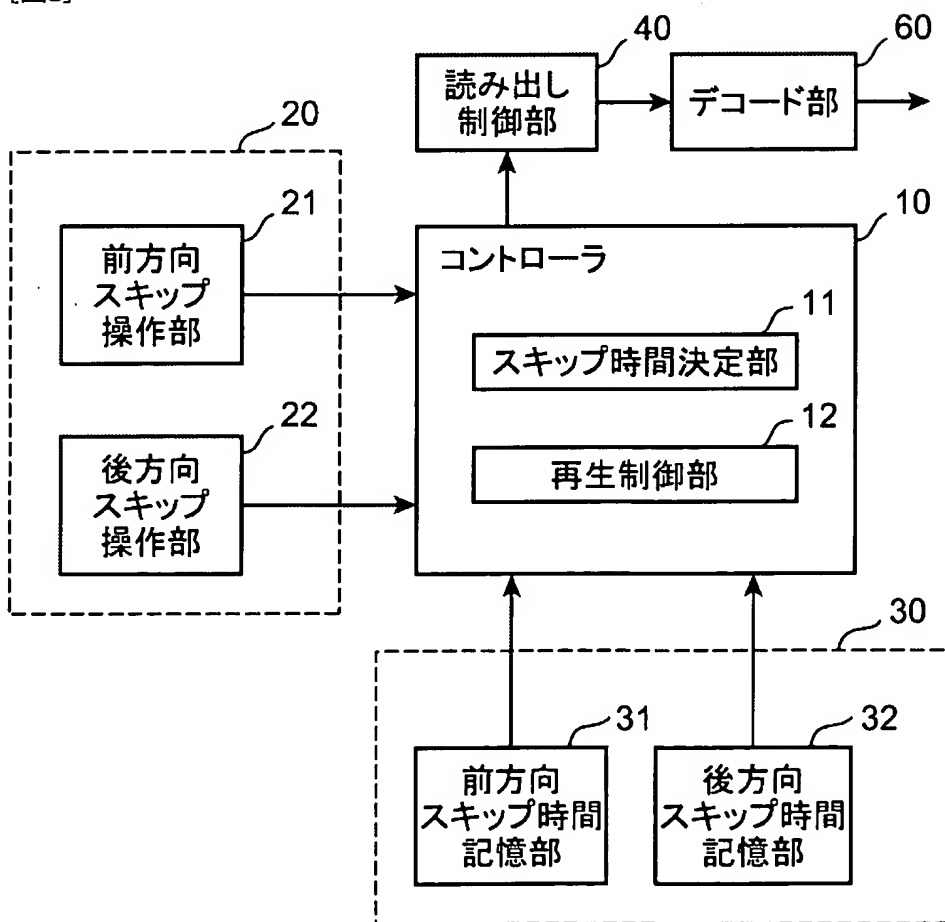 40
60
読み出し
制御部
デコード部
20
21
10
前方向
スキップ
操作部
コントローラ
11
スキップ時間決定部
22
12
後方向
スキップ
操作部
再生制御部
30
31
32
前方向
スキップ時間
記憶部
後方向
スキップ時間
記憶部